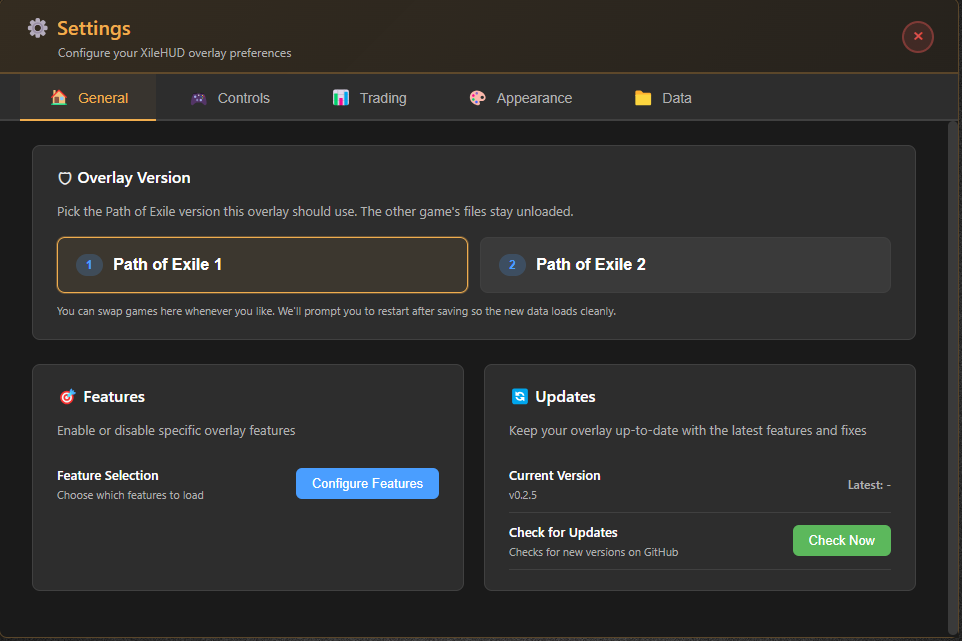 Settings
Configure your XileHUD overlay preferences
General
Controls
Trading
Appearance
Data
Overlay Version
Pick the Path of Exile version this overlay should use. The other game's files stay unloaded.
1 Path of Exile 1
2 Path of Exile 2
You can swap games here whenever you like. We'll prompt you to restart after saving so the new data loads cleanly.
Features
Enable or disable specific overlay features
Feature Selection
Choose which features to load
Configure Features
Updates
Keep your overlay up-to-date with the latest features and fixes
Current Version
v0.2.5
Latest: -
Check for Updates
Checks for new versions on GitHub
Check Now